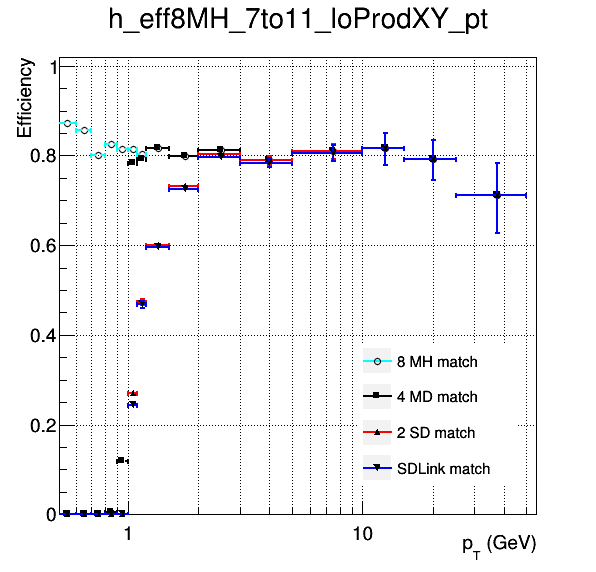 h_eff8MH_7to11_loProdXY_pt
Efficiency
1
0.8
0.6
0.4
0.2
0
8 MH match
4 MD match
2 SD match
SDLink match
1
10
p_T (GeV)